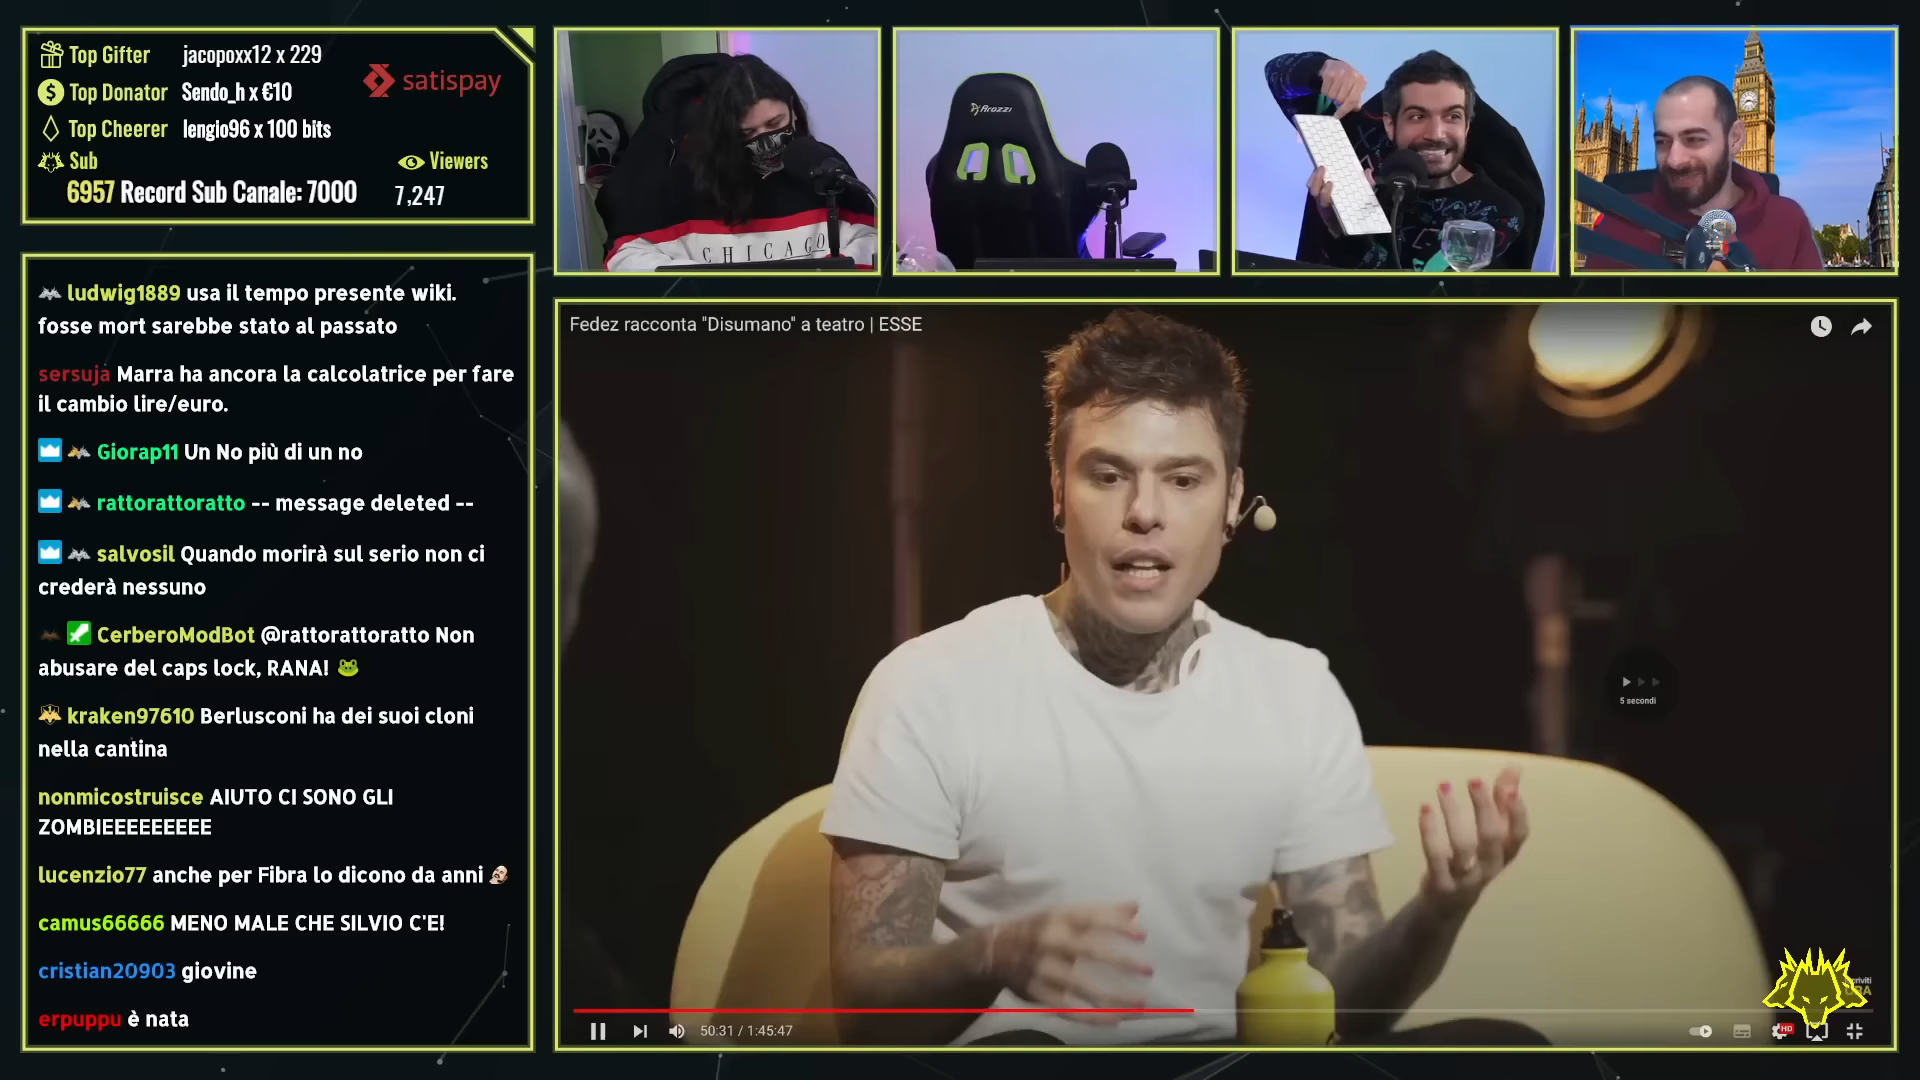 Top Gifter jacopoxx12 x 229
Top Donator Sendo_h x €10
Top Cheerer lengio96 x 100 bits
satispay
Sub
6957 Record Sub Canale: 7000
Viewers
7,247
ludwig1889 usa il tempo presente wiki.
fosse mort sarebbe stato al passato
sersuja Marra ha ancora la calcolatrice per fare
il cambio lire/euro.
Giorap11 Un No più di un no
rattorattoratto -- message deleted --
salvosil Quando morirà sul serio non ci
crederà nessuno
CerberoModBot @rattorattoratto Non
abusare del caps lock, RANA!
kraken97610 Berlusconi ha dei suoi cloni
nella cantina
nonmicostruisce AIUTO CI SONO GLI
ZOMBIEEEEEEEEE
lucenzio77 anche per Fibra lo dicono da anni
camus66666 MENO MALE CHE SILVIO C'E!
cristian20903 giovine
erpuppu è nata
CHICAGO
Arozzi
Fedez racconta "Disumano" a teatro | ESSE
5 secondi
50:31 / 1:45:47
HD